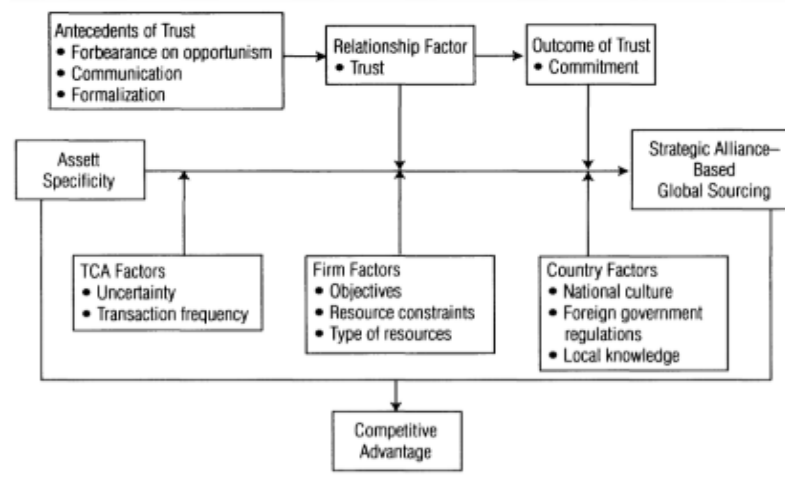 Antecedents of Trust
• Forbearance on opportunism
• Communication
• Formalization
Relationship Factor
• Trust
Outcome of Trust
• Commitment
Assett
Specificity
Strategic Alliance–
Based
Global Sourcing
TCA Factors
• Uncertainty
• Transaction frequency
Firm Factors
• Objectives
• Resource constraints
• Type of resources
Country Factors
• National culture
• Foreign government
regulations
• Local knowledge
Competitive
Advantage